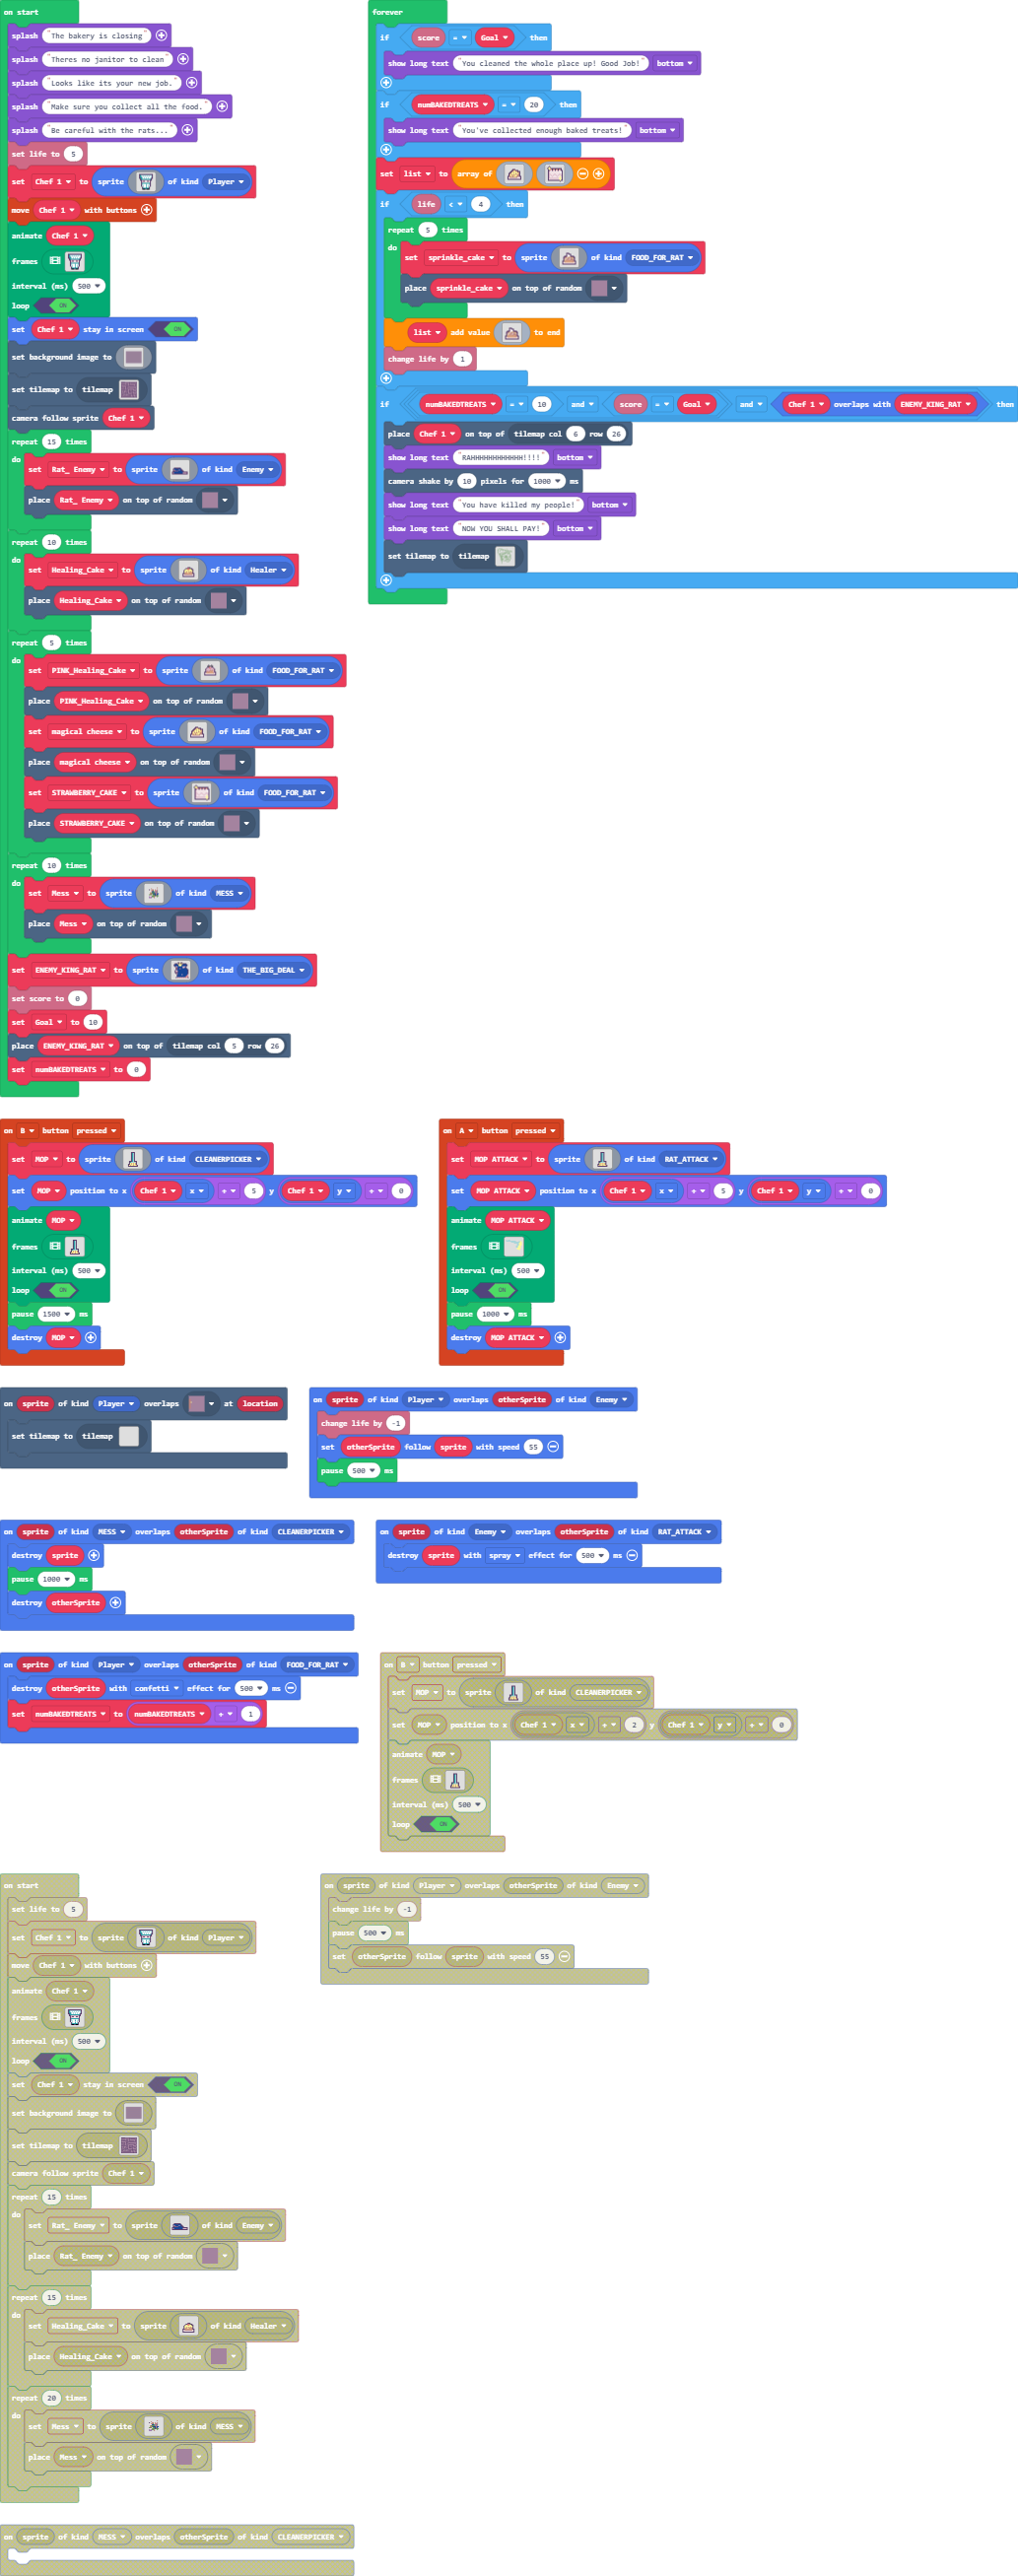 on start
splash "The bakery is closing"
splash "Theres no janitor to clean"
splash "Looks like its your new job."
splash "Make sure you collect all the food."
splash "Be careful with the rats..."
set life to 5
set Chef 1 to sprite of kind Player
move Chef 1 with buttons
animate Chef 1
frames
interval (ms) 500
loop ON
set Chef 1 stay in screen ON
set background image to
set tilemap to tilemap
camera follow sprite Chef 1
repeat 15 times
do
set Rat_ Enemy to sprite of kind Enemy
place Rat_ Enemy on top of random
repeat 10 times
do
set Healing_Cake to sprite of kind Healer
place Healing_Cake on top of random
repeat 5 times
do
set PINK_Healing_Cake to sprite of kind FOOD_FOR_RAT
place PINK_Healing_Cake on top of random
set magical cheese to sprite of kind FOOD_FOR_RAT
place magical cheese on top of random
set STRAWBERRY_CAKE to sprite of kind FOOD_FOR_RAT
place STRAWBERRY_CAKE on top of random
repeat 10 times
do
set Mess to sprite of kind MESS
place Mess on top of random
set ENEMY_KING_RAT to sprite of kind THE_BIG_DEAL
set score to 0
set Goal to 10
place ENEMY_KING_RAT on top of tilemap col 5 row 26
set numBAKEDTREATS to 0
forever
if score = Goal then
show long text "You cleaned the whole place up! Good Job!" bottom
if numBAKEDTREATS = 20 then
show long text "You've collected enough baked treats!" bottom
set list to array of
if life < 4 then
repeat 5 times
do
set sprinkle_cake to sprite of kind FOOD_FOR_RAT
place sprinkle_cake on top of random
list add value to end
change life by 1
if numBAKEDTREATS = 10 and score = Goal and Chef 1 overlaps with ENEMY_KING_RAT then
place Chef 1 on top of tilemap col 6 row 26
show long text "RAHHHHHHHHHHHH!!!!" bottom
camera shake by 10 pixels for 1000 ms
show long text "You have killed my people!" bottom
show long text "NOW YOU SHALL PAY!" bottom
set tilemap to tilemap
on B button pressed
set MOP to sprite of kind CLEANERPICKER
set MOP position to x Chef 1 x + 5 y Chef 1 y + 0
animate MOP
frames
interval (ms) 500
loop ON
pause 1500 ms
destroy MOP
on A button pressed
set MOP ATTACK to sprite of kind RAT_ATTACK
set MOP ATTACK position to x Chef 1 x + 5 y Chef 1 y + 0
animate MOP ATTACK
frames
interval (ms) 500
loop ON
pause 1000 ms
destroy MOP ATTACK
on sprite of kind Player overlaps at location
set tilemap to tilemap
on sprite of kind Player overlaps otherSprite of kind Enemy
change life by -1
set otherSprite follow sprite with speed 55
pause 500 ms
on sprite of kind MESS overlaps otherSprite of kind CLEANERPICKER
destroy sprite
pause 1000 ms
destroy otherSprite
on sprite of kind Enemy overlaps otherSprite of kind RAT_ATTACK
destroy sprite with spray effect for 500 ms
on sprite of kind Player overlaps otherSprite of kind FOOD_FOR_RAT
destroy otherSprite with confetti effect for 500 ms
set numBAKEDTREATS to numBAKEDTREATS + 1
on B button pressed
set MOP to sprite of kind CLEANERPICKER
set MOP position to x Chef 1 x + 2 y Chef 1 y + 0
animate MOP
frames
interval (ms) 500
loop ON
on start
set life to 5
set Chef 1 to sprite of kind Player
move Chef 1 with buttons
animate Chef 1
frames
interval (ms) 500
loop ON
set Chef 1 stay in screen ON
set background image to
set tilemap to tilemap
camera follow sprite Chef 1
repeat 15 times
do
set Rat_ Enemy to sprite of kind Enemy
place Rat_ Enemy on top of random
repeat 15 times
do
set Healing_Cake to sprite of kind Healer
place Healing_Cake on top of random
repeat 20 times
do
set Mess to sprite of kind MESS
place Mess on top of random
on sprite of kind Player overlaps otherSprite of kind Enemy
change life by -1
pause 500 ms
set otherSprite follow sprite with speed 55
on sprite of kind MESS overlaps otherSprite of kind CLEANERPICKER